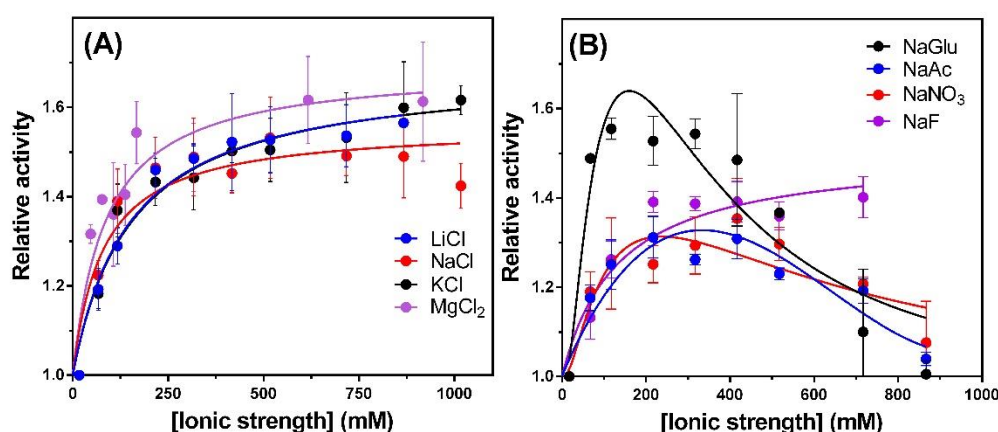 (A)
Relative activity
1.6
1.4
1.2
1.0
0
250
500
750
1000
[Ionic strength] (mM)
LiCl
NaCl
KCl
MgCl₂
(B)
Relative activity
1.6
1.4
1.2
1.0
0
200
400
600
800
1000
[Ionic strength] (mM)
NaGlu
NaAc
NaNO₃
NaF